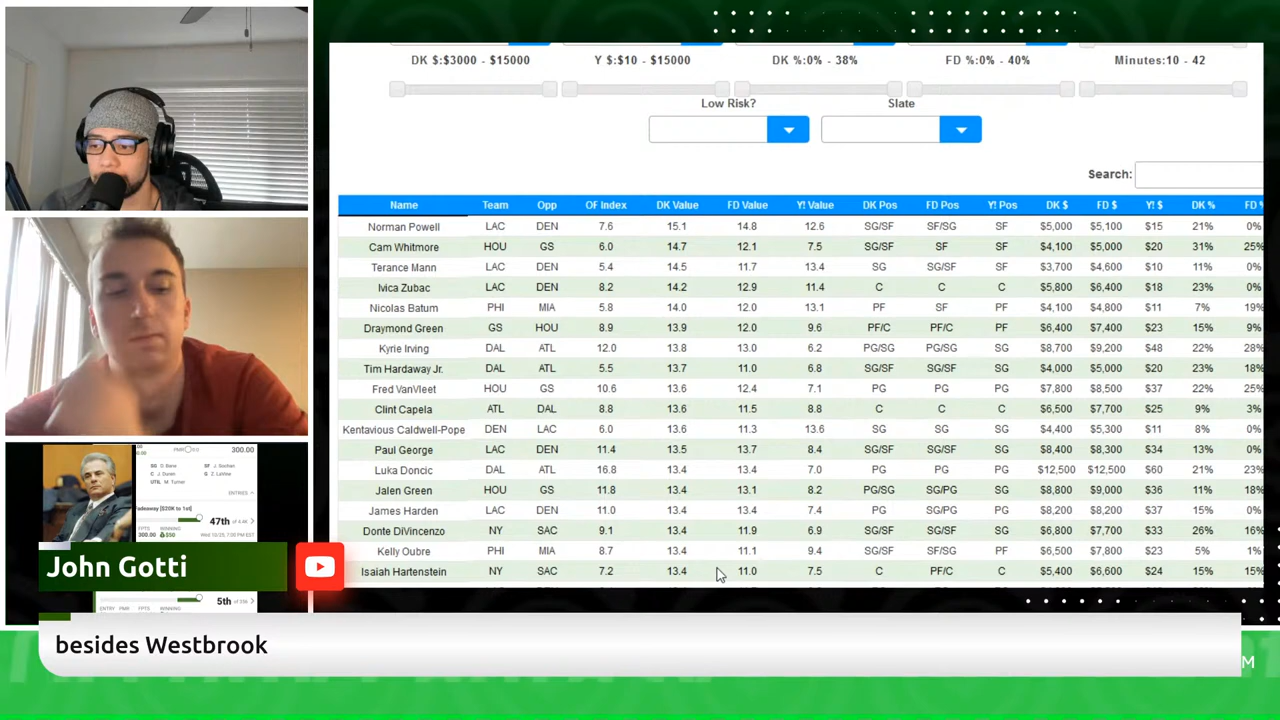 DK $:$3000 - $15000 Y $:$10 - $15000 DK %:0% - 38% FD %:0% - 40% Minutes:10 - 42
Low Risk? Slate
Search:
Name Team Opp OF Index DK Value FD Value Y! Value DK Pos FD Pos Y! Pos DK $ FD $ Y! $ DK % FD %
Norman Powell LAC DEN 7.6 15.1 14.8 12.6 SG/SF SF/SG SF $5,000 $5,100 $15 21% 0%
Cam Whitmore HOU GS 6.0 14.7 12.1 7.5 SG/SF SF SF $4,100 $5,000 $20 31% 25%
Terance Mann LAC DEN 5.4 14.5 11.7 13.4 SG SG/SF SF $3,700 $4,600 $10 11% 0%
Ivica Zubac LAC DEN 8.2 14.2 12.9 11.4 C C C $5,800 $6,400 $18 23% 0%
Nicolas Batum PHI MIA 5.8 14.0 12.0 13.1 PF SF PF $4,100 $4,800 $11 7% 19%
Draymond Green GS HOU 8.9 13.9 12.0 9.6 PF/C PF/C PF $6,400 $7,400 $23 15% 9%
Kyrie Irving DAL ATL 12.0 13.8 13.0 6.2 PG/SG PG/SG PG $8,700 $9,200 $48 22% 28%
Tim Hardaway Jr. DAL ATL 5.5 13.7 11.0 6.8 SG/SF SG/SF SG $4,000 $5,000 $20 23% 18%
Fred VanVleet HOU GS 10.6 13.6 12.4 7.1 PG PG PG $7,800 $8,500 $37 22% 25%
Clint Capela ATL DAL 8.8 13.6 11.5 8.8 C C C $6,500 $7,700 $25 9% 3%
Kentavious Caldwell-Pope DEN LAC 6.0 13.6 11.3 13.6 SG SG SG $4,400 $5,300 $11 8% 0%
Paul George LAC DEN 11.4 13.5 13.7 8.4 SG/SF SF/SG SF $8,400 $8,300 $34 13% 0%
Luka Doncic DAL ATL 16.8 13.4 13.4 7.0 PG PG PG $12,500 $12,500 $60 21% 23%
Jalen Green HOU GS 11.8 13.4 13.1 8.2 PG/SG SG/PG SG $8,800 $9,000 $36 11% 18%
James Harden LAC DEN 11.0 13.4 13.4 7.4 PG SG/PG PG $8,200 $8,200 $37 15% 0%
Donte DiVincenzo NY SAC 13.4 11.9 6.9 SG/SF SG/SF SG $6,800 $7,700 $33 26% 16%
Kelly Oubre PHI MIA 8.7 13.4 11.1 9.4 SG/SF SF/SG PF $6,500 $7,800 $23 5% 1%
Isaiah Hartenstein NY SAC 7.2 13.4 11.0 7.5 C PF/C C $5,400 $6,600 $24 15% 15%
300.00
ENTRIES
47th
300.00
5th
John Gotti
besides Westbrook